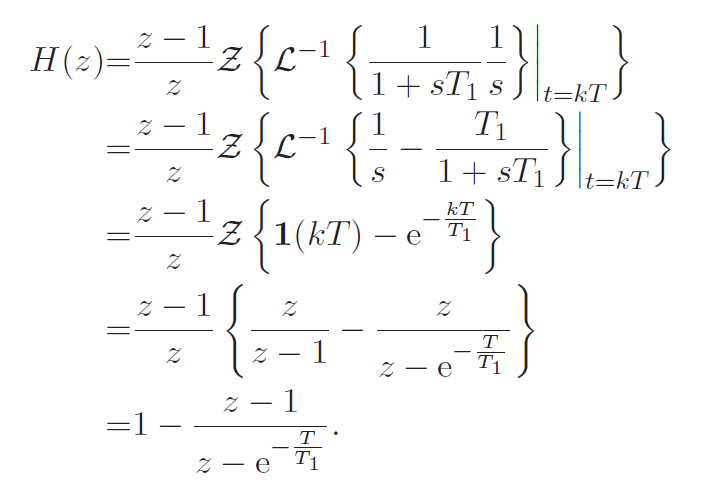 $H(z) = \frac{z-1}{z} \mathcal{Z} \left\{ \mathcal{L}^{-1} \left\{ \frac{1}{1+sT_1} \frac{1}{s} \right\} \Big|_{t=kT} \right\}$
$= \frac{z-1}{z} \mathcal{Z} \left\{ \mathcal{L}^{-1} \left\{ \frac{1}{s} - \frac{T_1}{1+sT_1} \right\} \Big|_{t=kT} \right\}$
$= \frac{z-1}{z} \mathcal{Z} \left\{ \mathbf{1}(kT) - \mathrm{e}^{-\frac{kT}{T_1}} \right\}$
$= \frac{z-1}{z} \left\{ \frac{z}{z-1} - \frac{z}{z-\mathrm{e}^{-\frac{T}{T_1}}} \right\}$
$= 1 - \frac{z-1}{z-\mathrm{e}^{-\frac{T}{T_1}}}.$